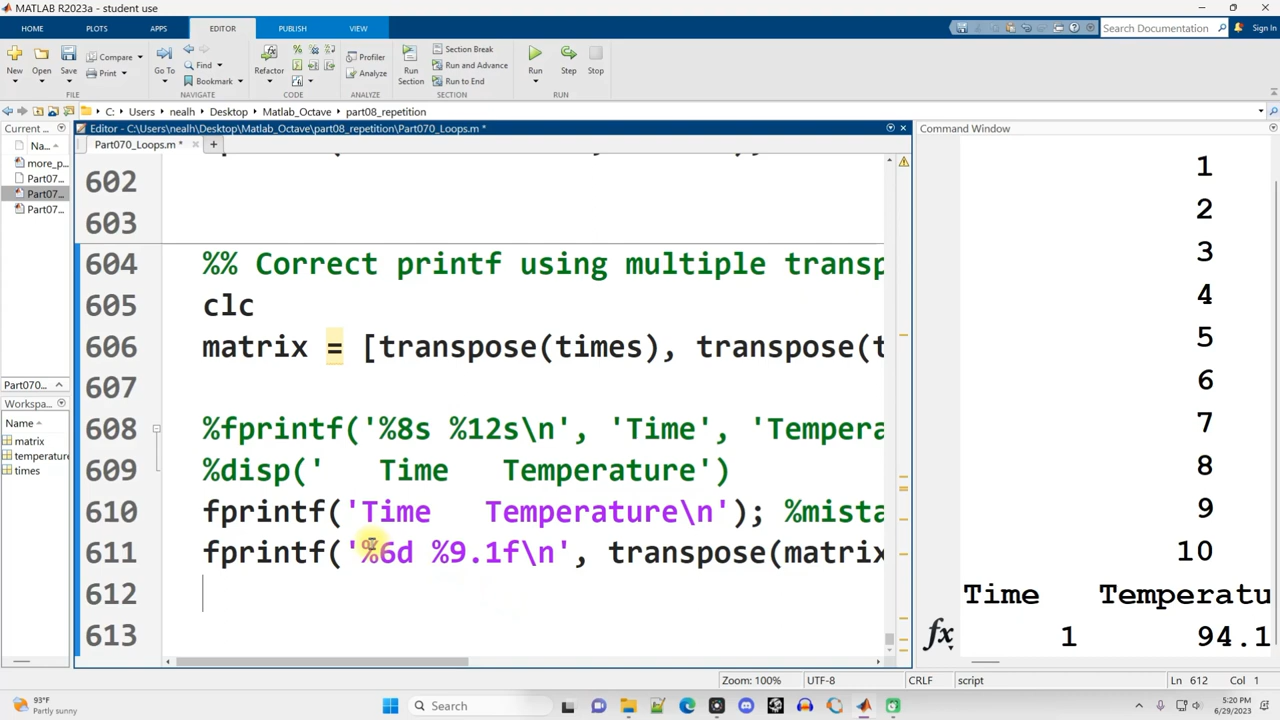 MATLAB R2023a - student use
HOME PLOTS APPS EDITOR PUBLISH VIEW Search Documentation Sign In
New Open Save Compare Print Go To Find Bookmark Refactor Profiler Analyze Run Section Section Break Run and Advance Run to End Run Step Stop
FILE NAVIGATE CODE ANALYZE SECTION RUN
C: Users nealh Desktop Matlab_Octave part08_repetition
Current Editor - C:\Users\nealh\Desktop\Matlab_Octave\part08_repetition\Part070_Loops.m * Command Window
Na... Part070_Loops.m *
more_p...
Part07...
Part07...
Part07...
Part070...
Workspa...
Name
matrix
temperature
times
602
603
604 %% Correct printf using multiple transp
605 clc
606 matrix = [transpose(times), transpose(t
607
608 %fprintf('%8s %12s\n', 'Time', 'Tempera
609 %disp('   Time   Temperature')
610 fprintf('Time   Temperature\n'); %mista
611 fprintf('%6d %9.1f\n', transpose(matrix
612
613
1
2
3
4
5
6
7
8
9
10
Time Temperatu
fx 1 94.1
Zoom: 100% UTF-8 CRLF script Ln 612 Col 1
93°F
Partly sunny
Search
5:20 PM
6/29/2023